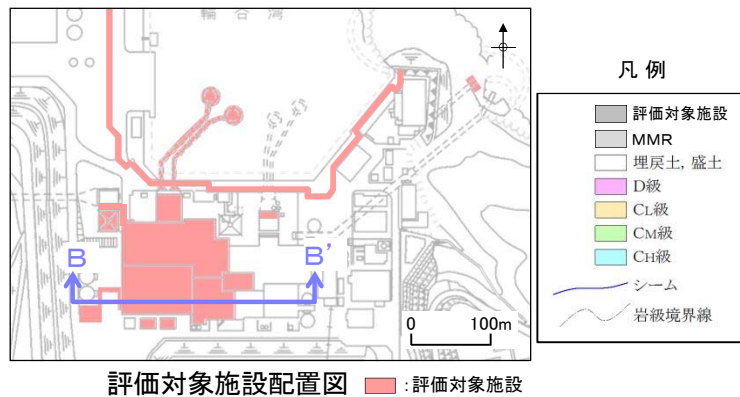 輪谷湾
B
B'
0 100m
評価対象施設配置図 :評価対象施設
凡 例
評価対象施設
MMR
埋戻土, 盛土
D級
CL級
CM級
CH級
シーム
岩級境界線